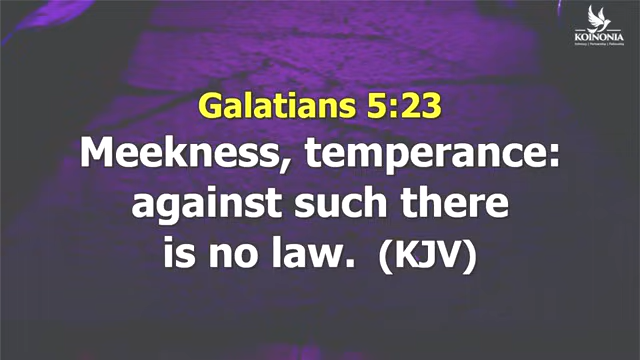 KOINONIA
Galatians 5:23
Meekness, temperance:
against such there
is no law. (KJV)